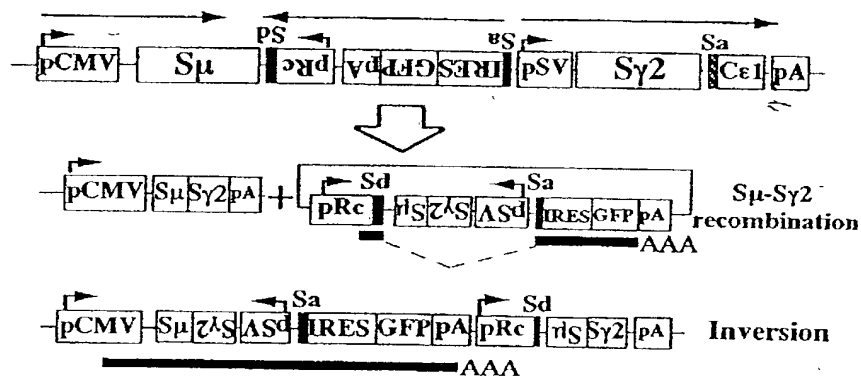 Sd Sa Sa
pCMV Sμ pRc pA GFP IRES pSV Sγ2 Cε1 pA
Sd Sa
pCMV Sμ Sγ2 pA + pRc Sμ Sγ2 pSV IRES GFP pA
Sμ-Sγ2
recombination
AAA
Sa Sd
pCMV Sμ Sγ2 pSV IRES GFP pA pRc Sμ Sγ2 pA Inversion
AAA